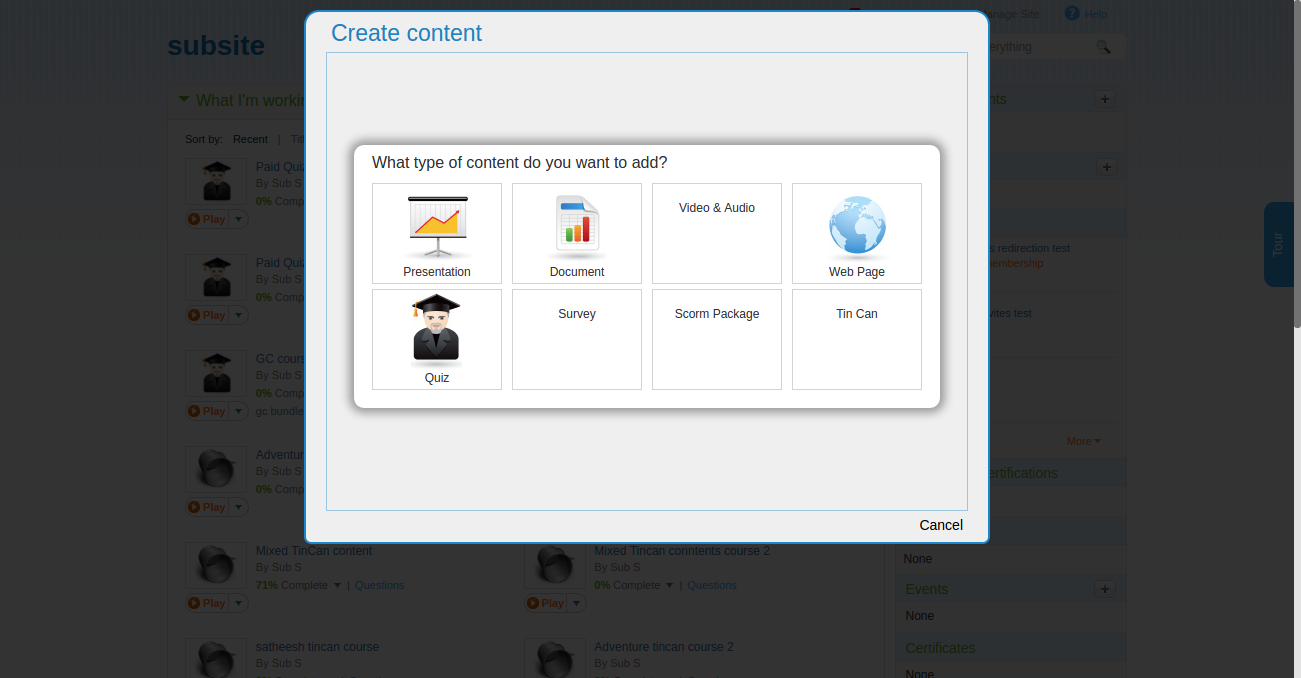 Create content
anage Site
Help
subsite
erything
What type of content do you want to add?
Presentation
Document
Video & Audio
Web Page
Quiz
Survey
Scorm Package
Tin Can
Cancel
What I'm workin
Sort by: Recent | Titl
Paid Quiz
By Sub S
0% Comp
Play
Paid Quiz
By Sub S
0% Comp
Play
GC cours
By Sub S
0% Comp
Play gc bundle
Adventur
By Sub S
0% Comp
Play
Mixed TinCan content
By Sub S
71% Complete | Questions
Play
Mixed Tincan conntents course 2
By Sub S
0% Complete | Questions
Play
satheesh tincan course
By Sub S
Adventure tincan course 2
By Sub S
nts
s redirection test
embership
vites test
More
ertifications
None
Events
None
Certificates
None
Tour